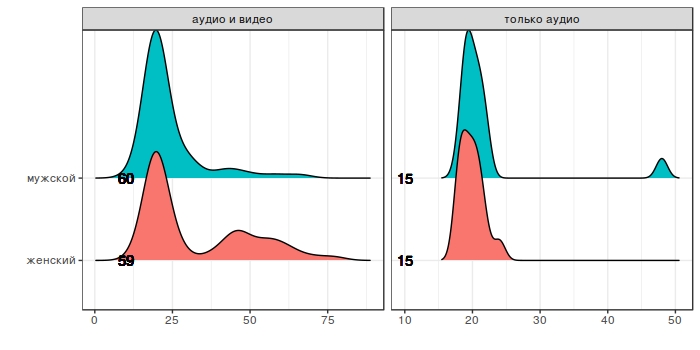 аудио и видео
только аудио
мужской
60
15
женский
59
15
0 25 50 75
10 20 30 40 50